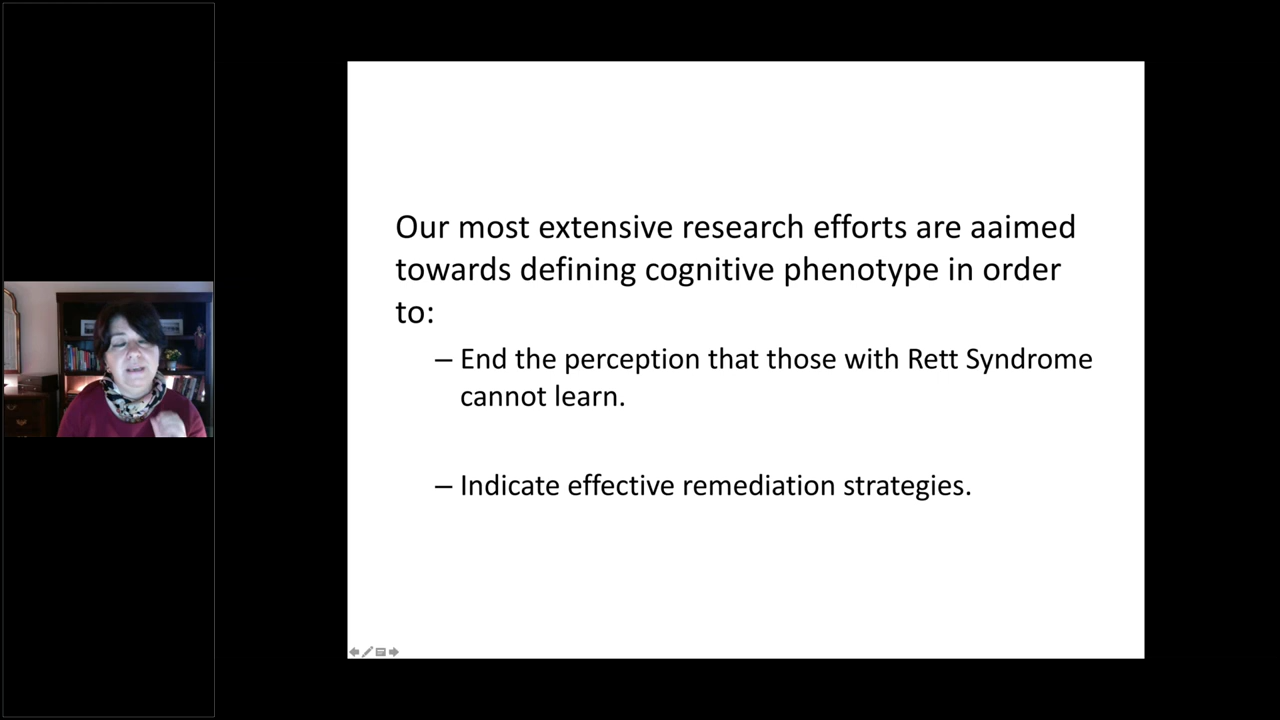 Our most extensive research efforts are aaimed
towards defining cognitive phenotype in order
to:
– End the perception that those with Rett Syndrome
cannot learn.
– Indicate effective remediation strategies.